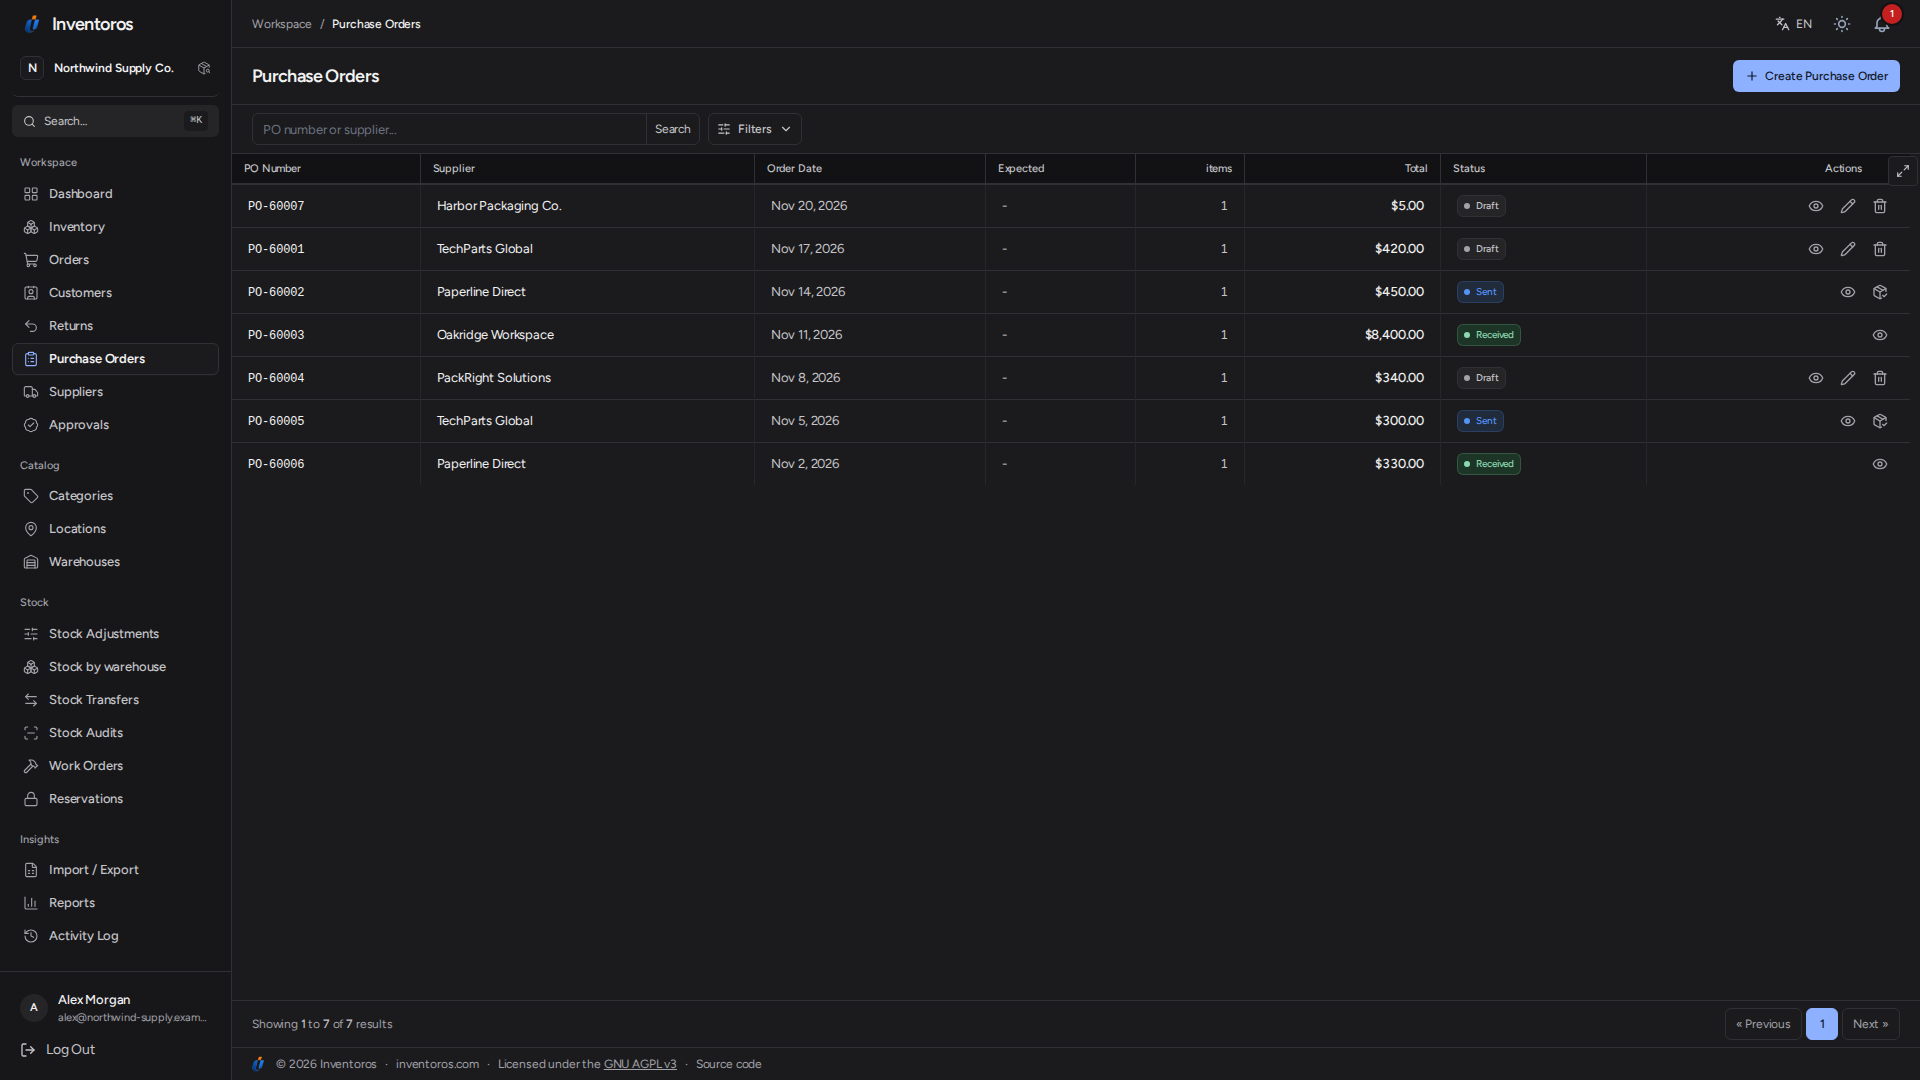 Inventoros
N Northwind Supply Co.
Search... ⌘K
Workspace
Dashboard
Inventory
Orders
Customers
Returns
Purchase Orders
Suppliers
Approvals
Catalog
Categories
Locations
Warehouses
Stock
Stock Adjustments
Stock by warehouse
Stock Transfers
Stock Audits
Work Orders
Reservations
Insights
Import / Export
Reports
Activity Log
A Alex Morgan
alex@northwind-supply.exam...
Log Out
Workspace / Purchase Orders
EN 1
Purchase Orders
+ Create Purchase Order
PO number or supplier... Search Filters
PO Number Supplier Order Date Expected items Total Status Actions
PO-60007 Harbor Packaging Co. Nov 20, 2026 - 1 $5.00 Draft
PO-60001 TechParts Global Nov 17, 2026 - 1 $420.00 Draft
PO-60002 Paperline Direct Nov 14, 2026 - 1 $450.00 Sent
PO-60003 Oakridge Workspace Nov 11, 2026 - 1 $8,400.00 Received
PO-60004 PackRight Solutions Nov 8, 2026 - 1 $340.00 Draft
PO-60005 TechParts Global Nov 5, 2026 - 1 $300.00 Sent
PO-60006 Paperline Direct Nov 2, 2026 - 1 $330.00 Received
Showing 1 to 7 of 7 results
« Previous 1 Next »
© 2026 Inventoros · inventoros.com · Licensed under the GNU AGPL v3 · Source code